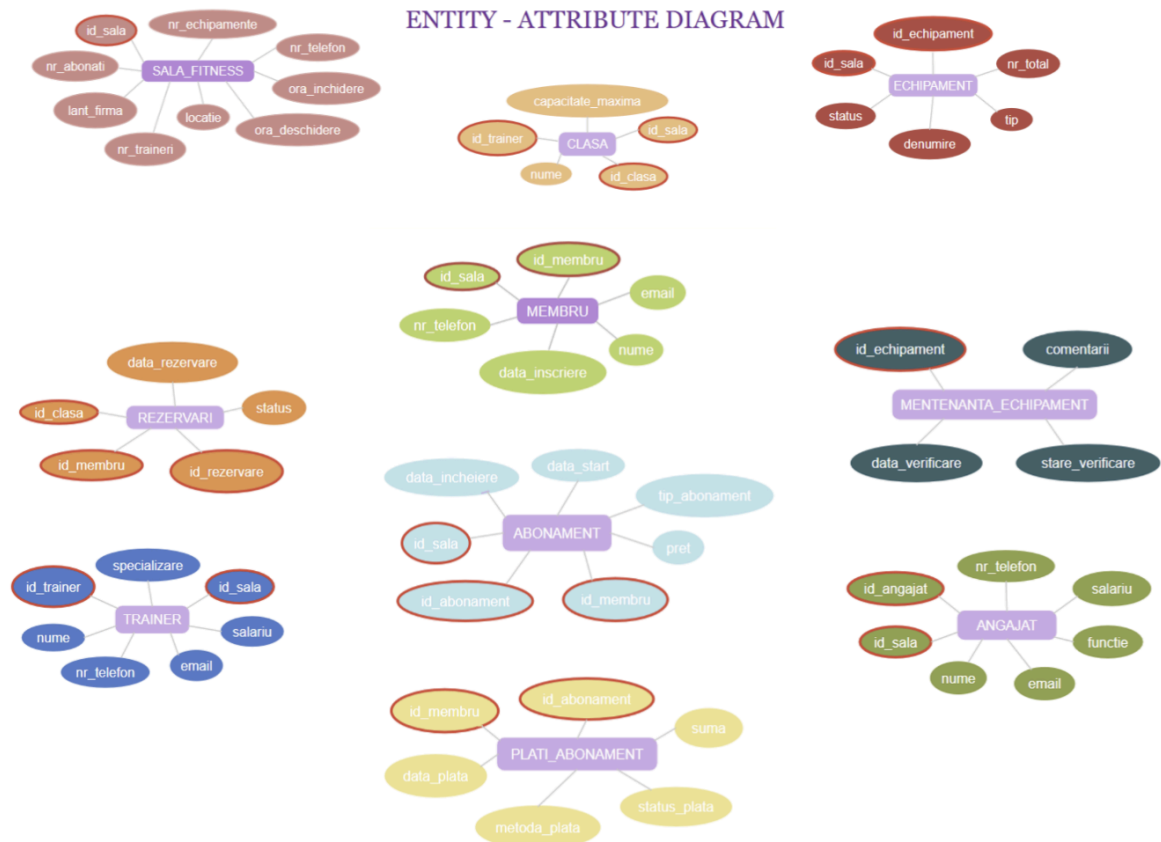 ENTITY - ATTRIBUTE DIAGRAM
id_sala
nr_echipamente
nr_telefon
nr_abonati
SALA_FITNESS
ora_inchidere
lant_firma
locatie
ora_deschidere
nr_traineri
capacitate_maxima
id_trainer
id_sala
CLASA
nume
id_clasa
id_echipament
id_sala
nr_total
ECHIPAMENT
status
tip
denumire
id_membru
id_sala
email
MEMBRU
nr_telefon
nume
data_inscriere
data_rezervare
id_clasa
status
REZERVARI
id_membru
id_rezervare
id_echipament
comentarii
MENTENANTA_ECHIPAMENT
data_verificare
stare_verificare
data_incheiere
data_start
tip_abonament
ABONAMENT
id_sala
pret
id_abonament
id_membru
specializare
id_trainer
id_sala
TRAINER
nume
salariu
nr_telefon
email
nr_telefon
id_angajat
salariu
ANGAJAT
id_sala
functie
nume
email
id_membru
id_abonament
suma
PLATI_ABONAMENT
data_plata
status_plata
metoda_plata